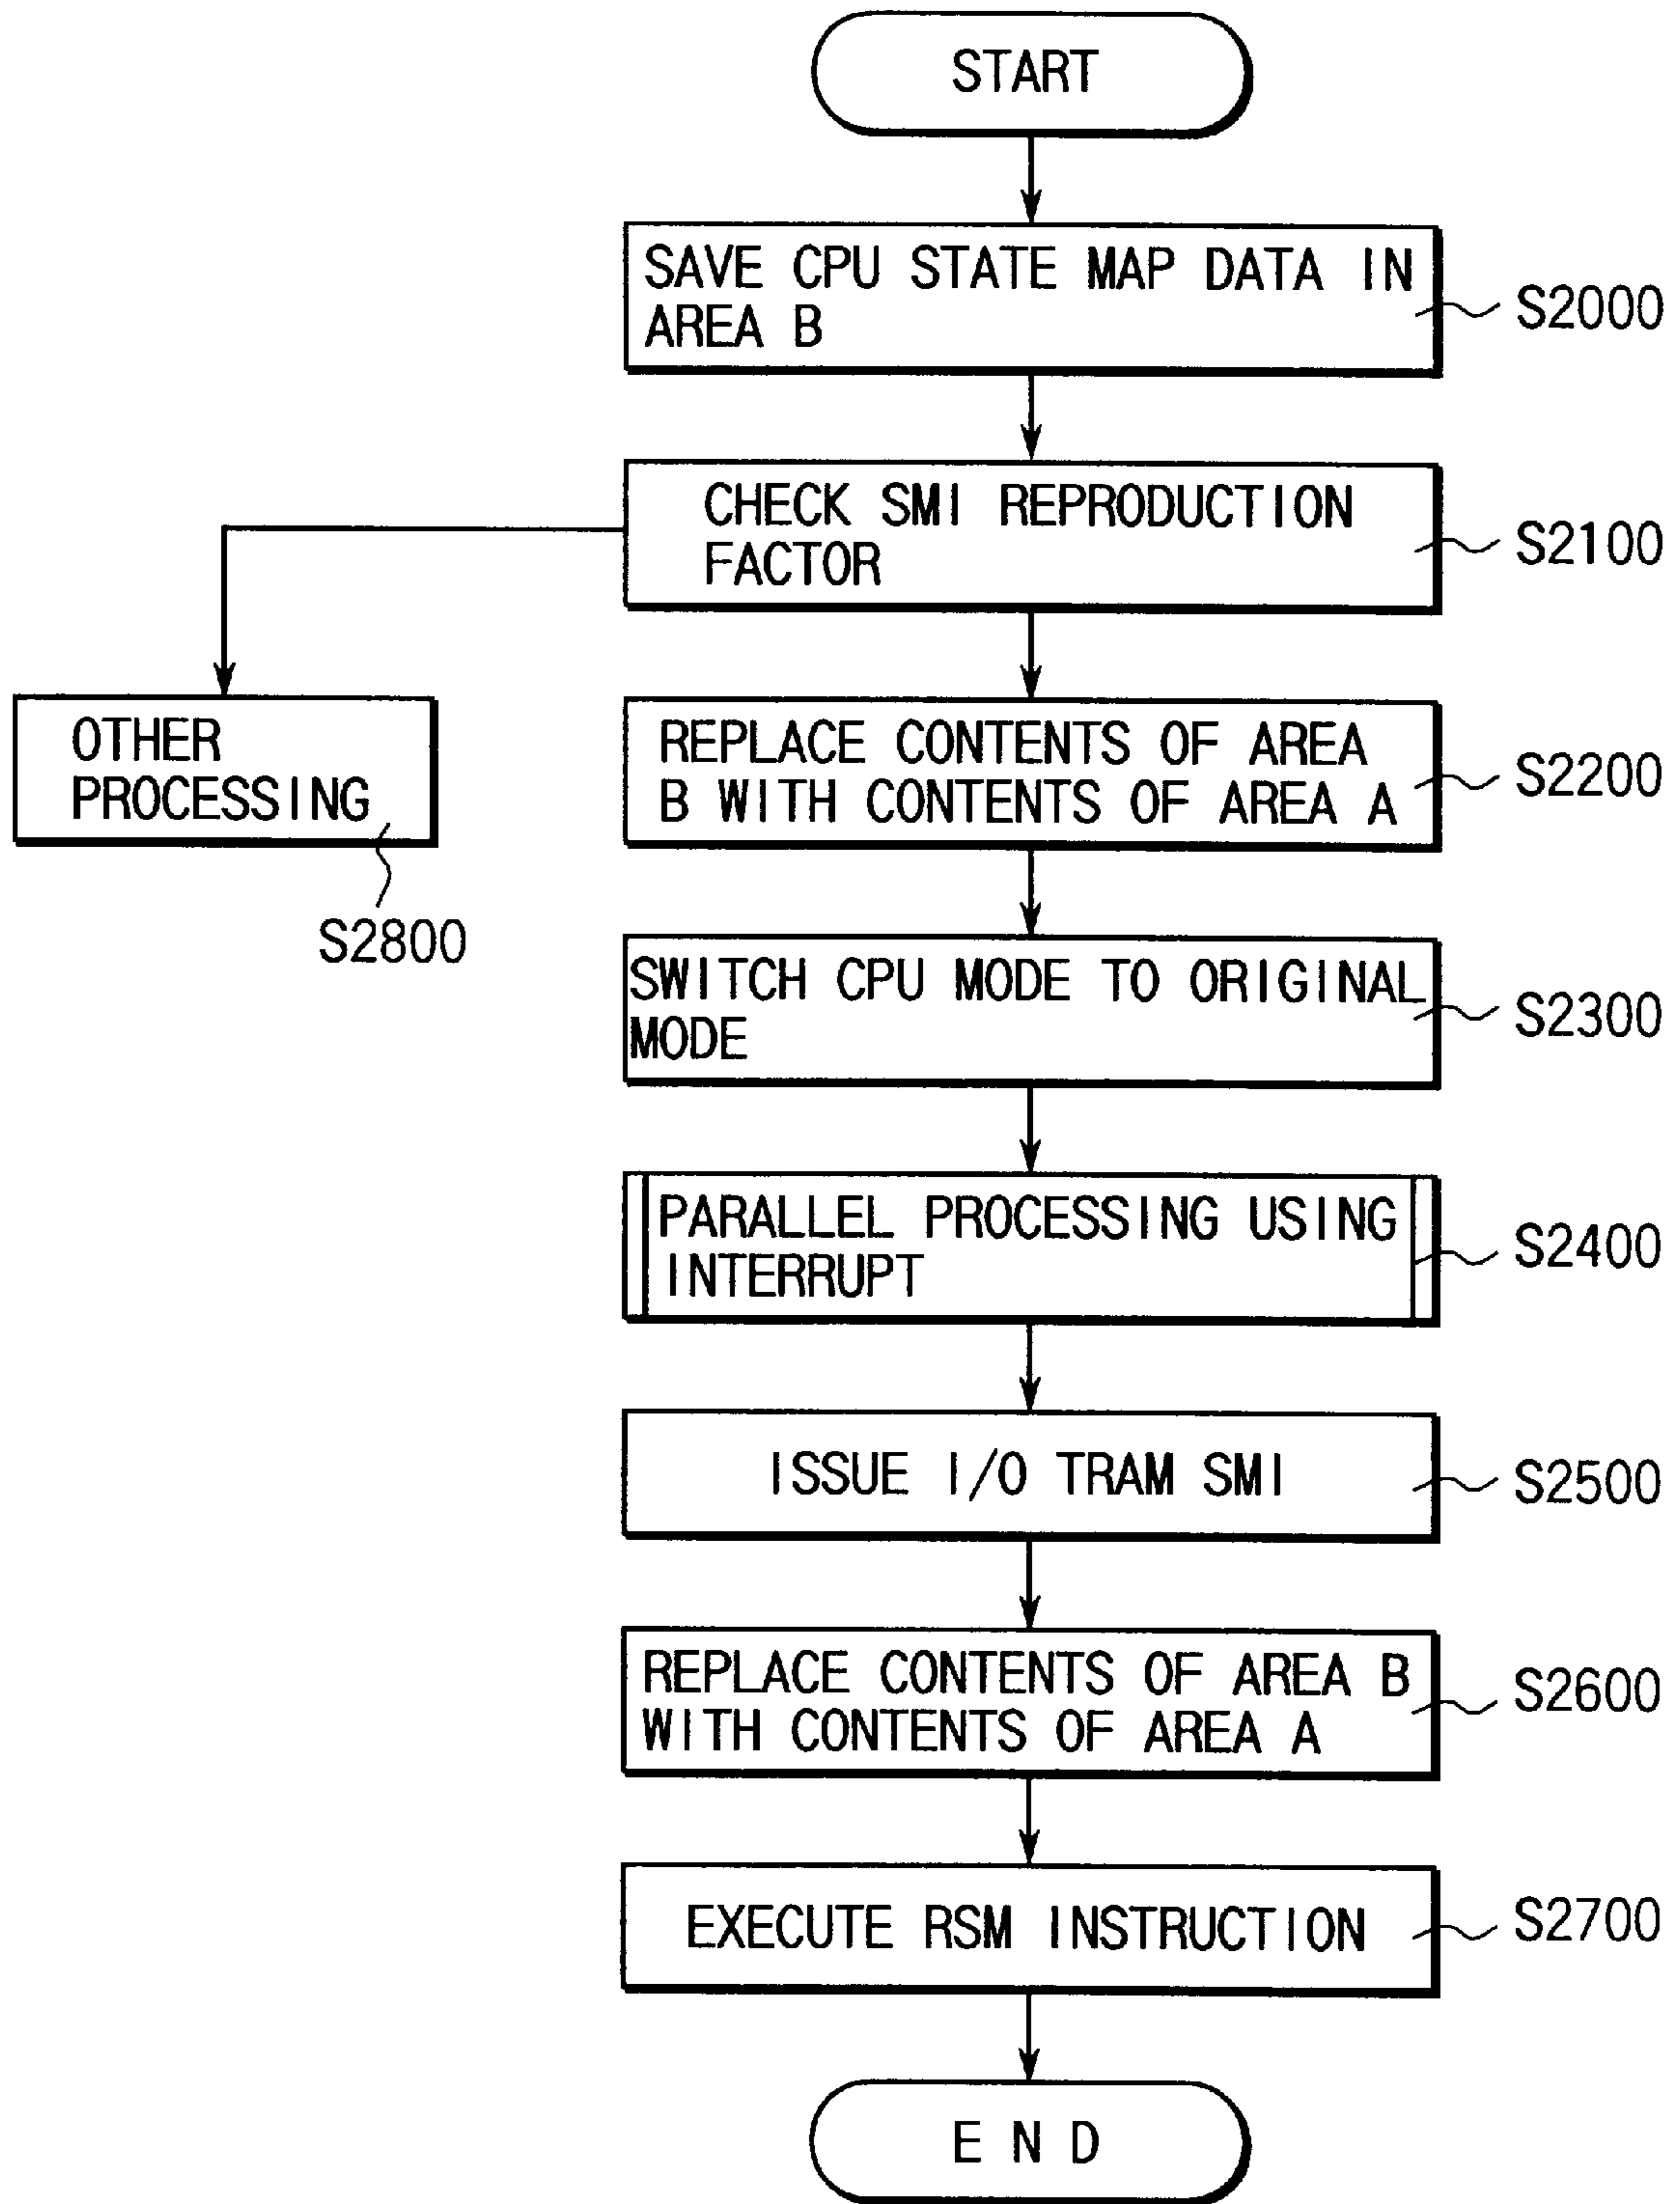 START
SAVE CPU STATE MAP DATA IN
AREA B
S2000
CHECK SMI REPRODUCTION
FACTOR
S2100
OTHER
PROCESSING
S2800
REPLACE CONTENTS OF AREA
B WITH CONTENTS OF AREA A
S2200
SWITCH CPU MODE TO ORIGINAL
MODE
S2300
PARALLEL PROCESSING USING
INTERRUPT
S2400
ISSUE I/O TRAM SMI
S2500
REPLACE CONTENTS OF AREA B
WITH CONTENTS OF AREA A
S2600
EXECUTE RSM INSTRUCTION
S2700
END